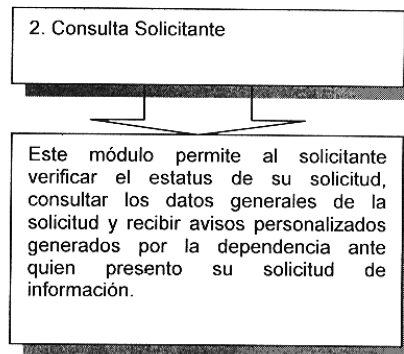 2. Consulta Solicitante
Este módulo permite al solicitante
verificar el estatus de su solicitud,
consultar los datos generales de la
solicitud y recibir avisos personalizados
generados por la dependencia ante
quien presento su solicitud de
información.